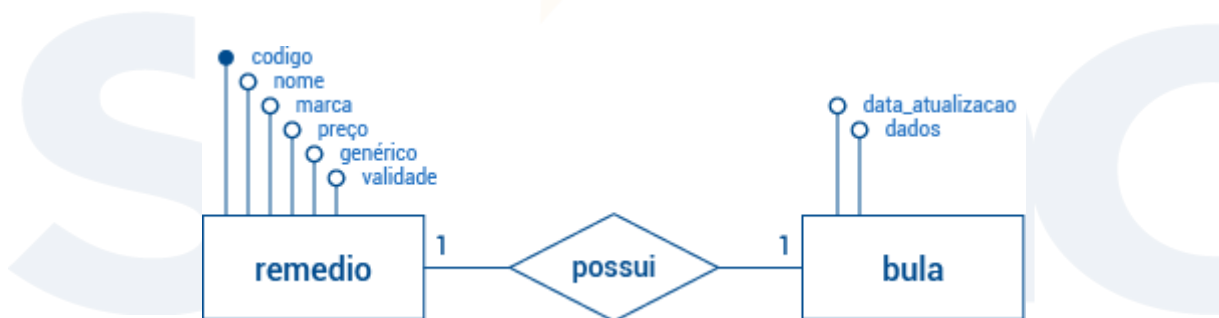 codigo
nome
marca
preço
genérico
validade
data_atualizacao
dados
remedio
1
possui
1
bula